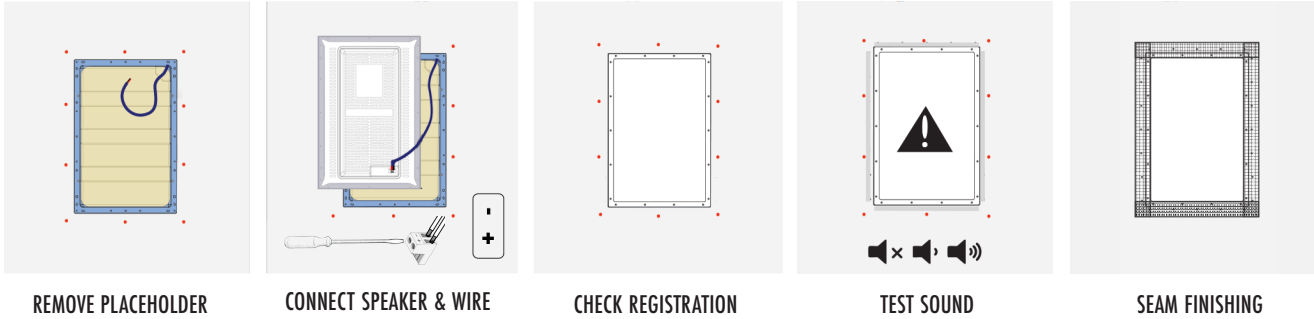 -
+
REMOVE PLACEHOLDER
CONNECT SPEAKER & WIRE
CHECK REGISTRATION
TEST SOUND
SEAM FINISHING